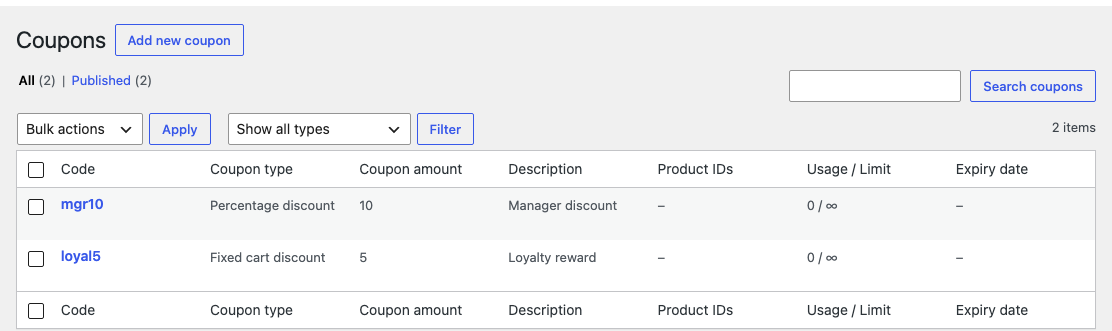 Coupons Add new coupon
All (2) | Published (2)
Search coupons
Bulk actions Apply Show all types Filter 2 items
Code Coupon type Coupon amount Description Product IDs Usage / Limit Expiry date
mgr10 Percentage discount 10 Manager discount – 0 / ∞ –
loyal5 Fixed cart discount 5 Loyalty reward – 0 / ∞ –
Code Coupon type Coupon amount Description Product IDs Usage / Limit Expiry date